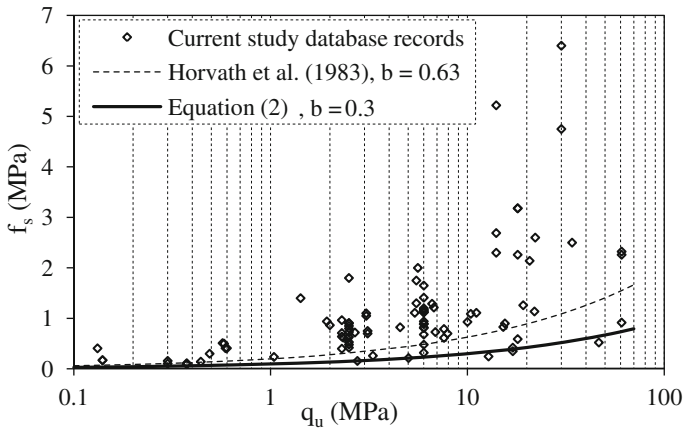 7
6
5
4
3
2
1
0
f_s (MPa)
Current study database records
Horvath et al. (1983), b = 0.63
Equation (2) , b = 0.3
0.1
1
10
100
q_u (MPa)